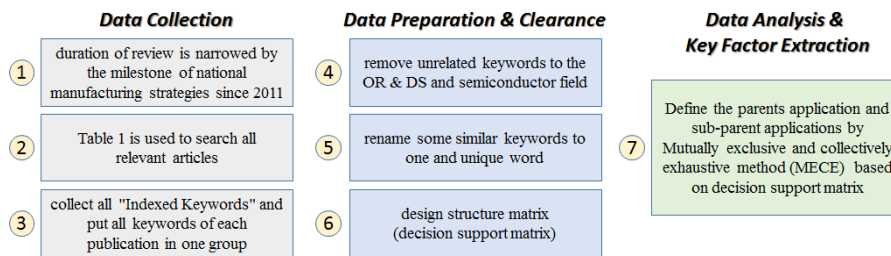 Data Collection
1
duration of review is narrowed by
the milestone of national
manufacturing strategies since 2011
2
Table 1 is used to search all
relevant articles
3
collect all "Indexed Keywords" and
put all keywords of each
publication in one group
Data Preparation & Clearance
4
remove unrelated keywords to the
OR & DS and semiconductor field
5
rename some similar keywords to
one and unique word
6
design structure matrix
(decision support matrix)
Data Analysis &
Key Factor Extraction
7
Define the parents application and
sub-parent applications by
Mutually exclusive and collectively
exhaustive method (MECE) based
on decision support matrix